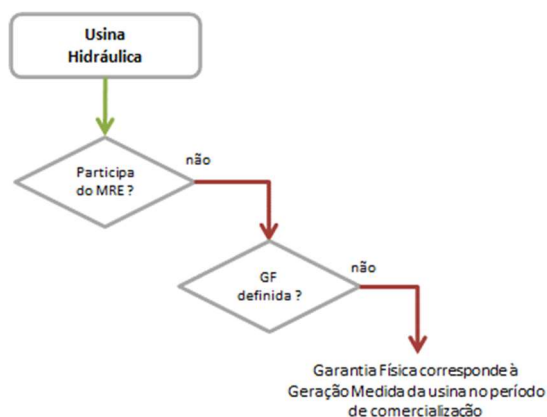 Usina
Hidráulica
Participa
do MRE ?
não
GF
definida ?
não
Garantia Física corresponde à
Geração Medida da usina no período
de comercialização